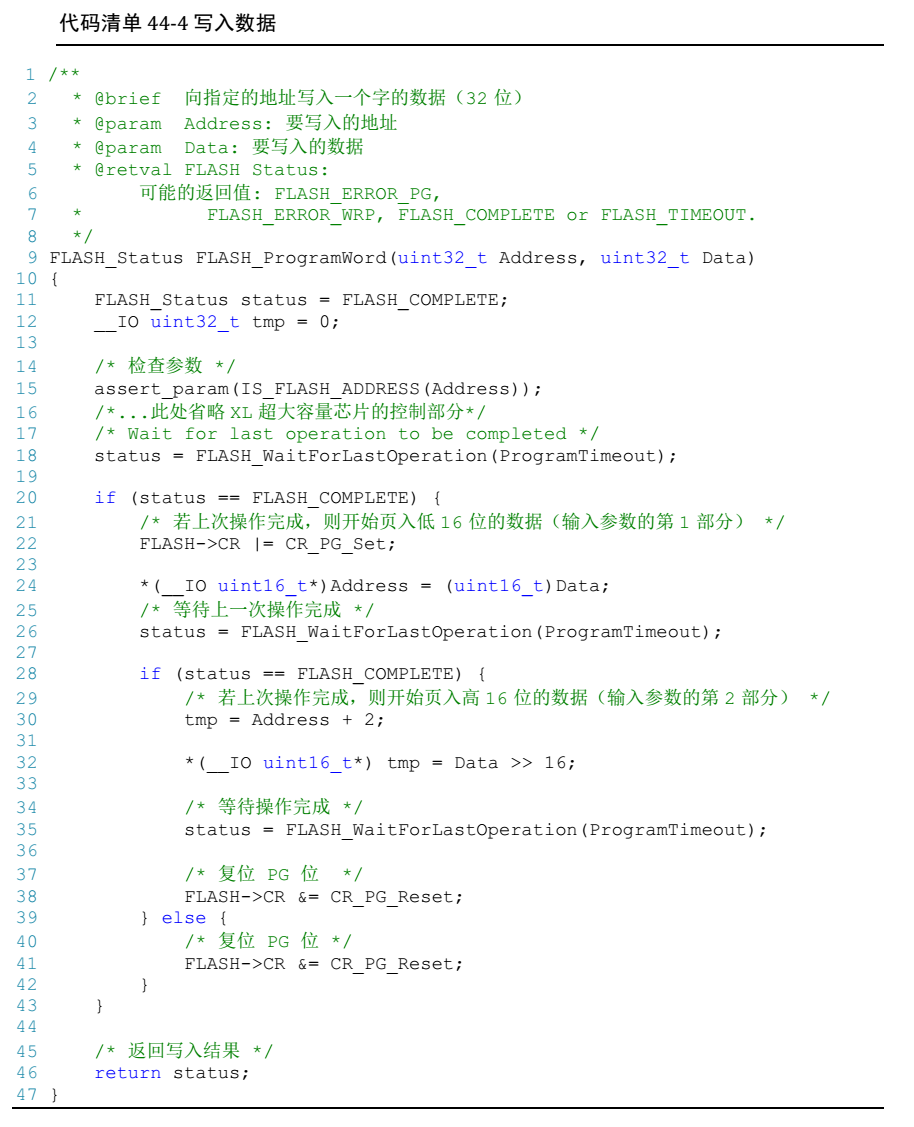 代码清单 44-4 写入数据
1 /**
2   * @brief  向指定的地址写入一个字的数据（32 位）
3   * @param  Address: 要写入的地址
4   * @param  Data: 要写入的数据
5   * @retval FLASH Status:
6         可能的返回值: FLASH_ERROR_PG,
7   *           FLASH_ERROR_WRP, FLASH_COMPLETE or FLASH_TIMEOUT.
8   */
9 FLASH_Status FLASH_ProgramWord(uint32_t Address, uint32_t Data)
10 {
11     FLASH_Status status = FLASH_COMPLETE;
12     __IO uint32_t tmp = 0;
13
14     /* 检查参数 */
15     assert_param(IS_FLASH_ADDRESS(Address));
16     /*...此处省略 XL 超大容量芯片的控制部分*/
17     /* Wait for last operation to be completed */
18     status = FLASH_WaitForLastOperation(ProgramTimeout);
19
20     if (status == FLASH_COMPLETE) {
21         /* 若上次操作完成，则开始页入低 16 位的数据（输入参数的第 1 部分） */
22         FLASH->CR |= CR_PG_Set;
23
24         *(__IO uint16_t*)Address = (uint16_t)Data;
25         /* 等待上一次操作完成 */
26         status = FLASH_WaitForLastOperation(ProgramTimeout);
27
28         if (status == FLASH_COMPLETE) {
29             /* 若上次操作完成，则开始页入高 16 位的数据（输入参数的第 2 部分） */
30             tmp = Address + 2;
31
32             *(__IO uint16_t*) tmp = Data >> 16;
33
34             /* 等待操作完成 */
35             status = FLASH_WaitForLastOperation(ProgramTimeout);
36
37             /* 复位 PG 位  */
38             FLASH->CR &= CR_PG_Reset;
39         } else {
40             /* 复位 PG 位 */
41             FLASH->CR &= CR_PG_Reset;
42         }
43     }
44
45     /* 返回写入结果 */
46     return status;
47 }